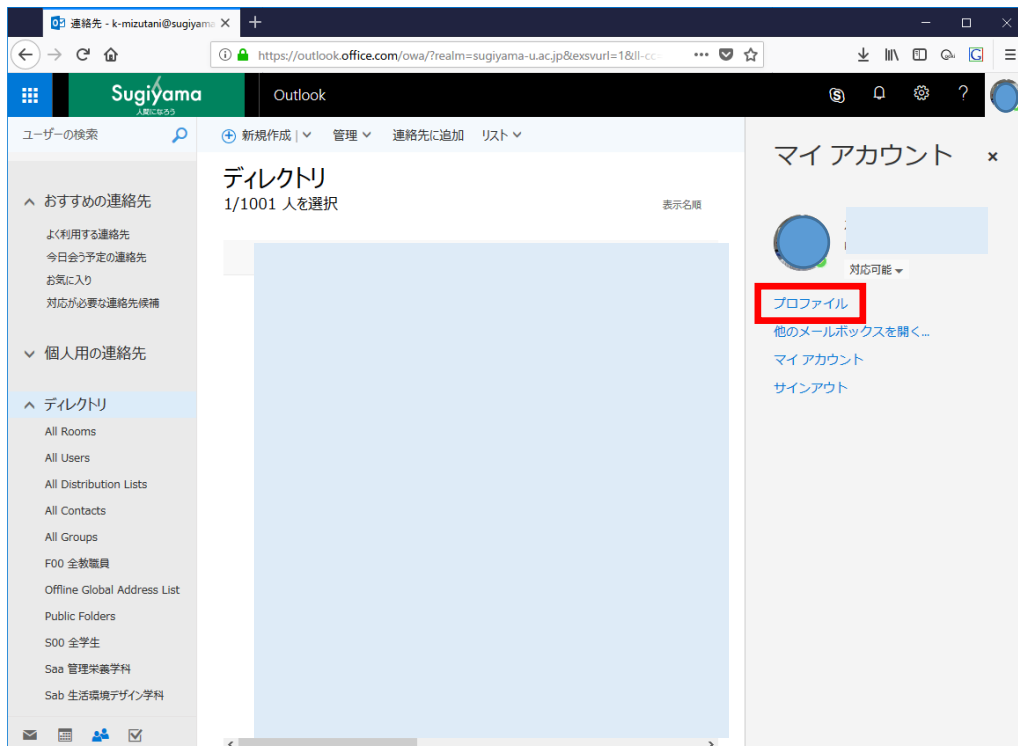 連絡先 - k-mizutani@sugiyama
https://outlook.office.com/owa/?realm=sugiyama-u.ac.jp&exsvurl=1&ll-cc=
Sugiyama
人間になろう
Outlook
ユーザーの検索
新規作成 | 管理 連絡先に追加 リスト
マイ アカウント ×
ディレクトリ
1/1001 人を選択
表示名順
対応可能
プロファイル
他のメールボックスを開く...
マイ アカウント
サインアウト
おすすめの連絡先
よく利用する連絡先
今日会う予定の連絡先
お気に入り
対応が必要な連絡先候補
個人用の連絡先
ディレクトリ
All Rooms
All Users
All Distribution Lists
All Contacts
All Groups
F00 全教職員
Offline Global Address List
Public Folders
S00 全学生
Saa 管理栄養学科
Sab 生活環境デザイン学科